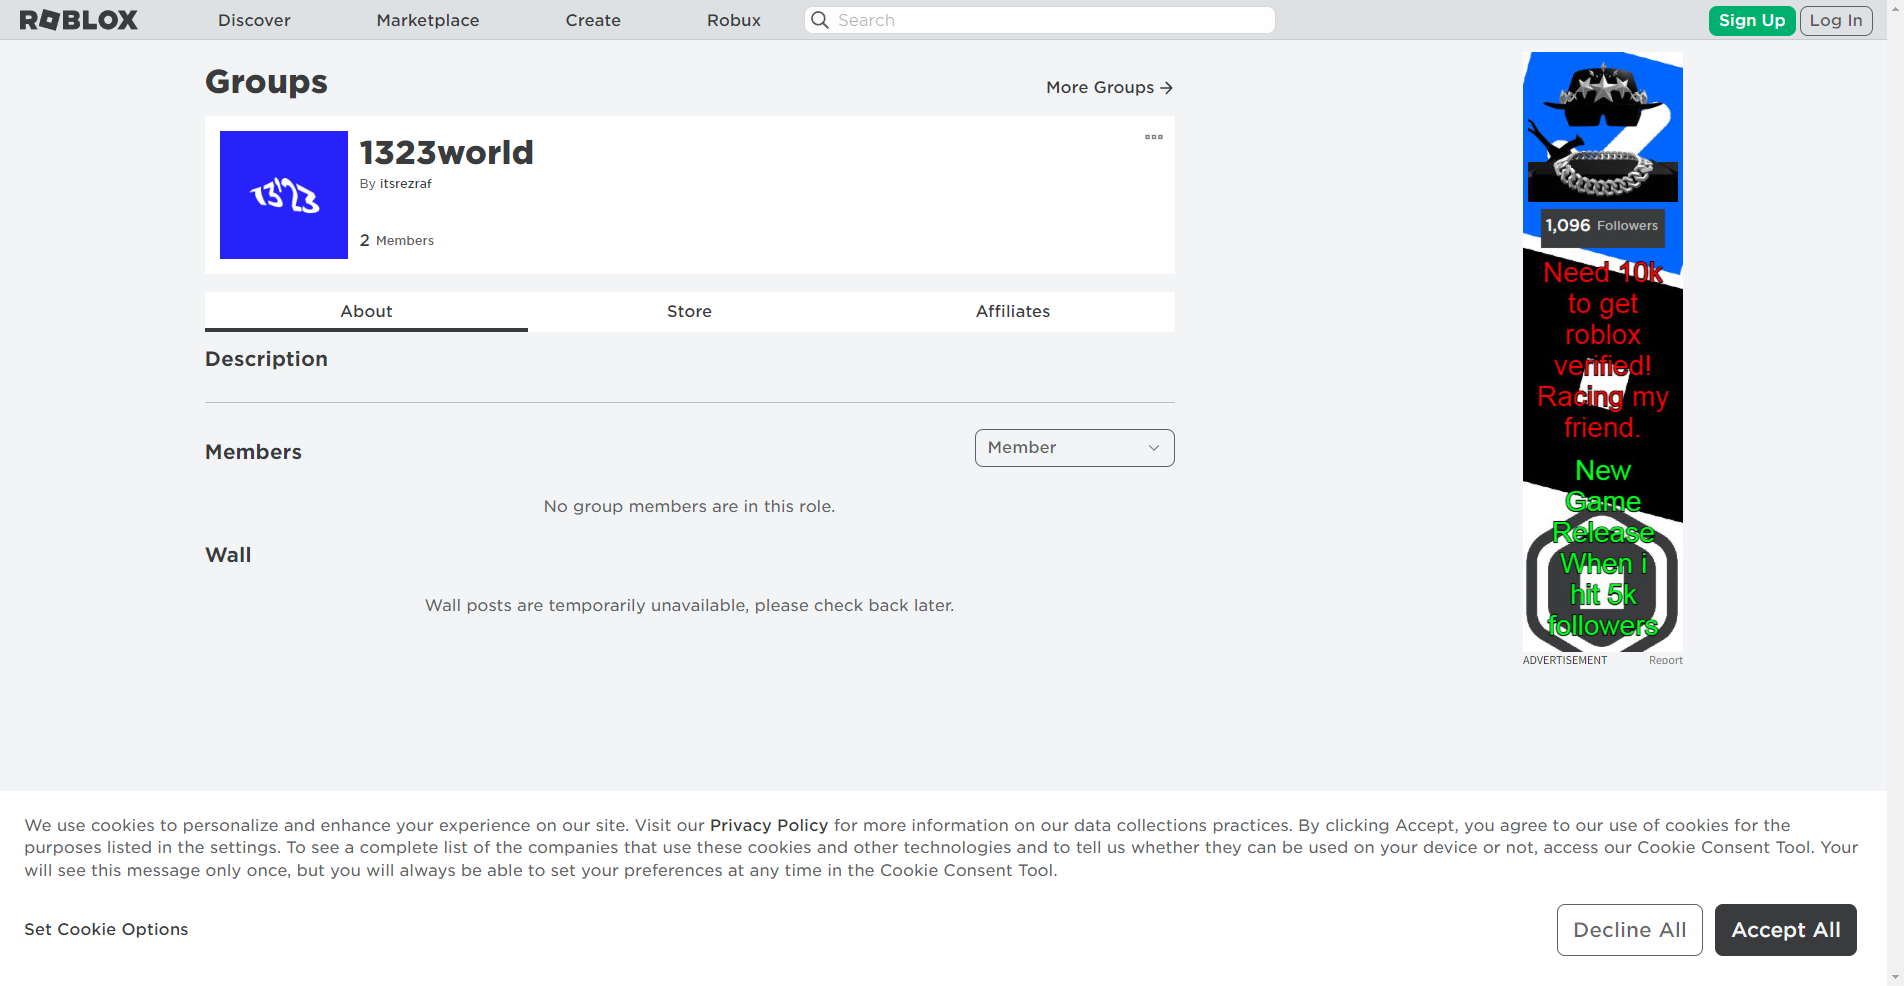 ROBLOX
Discover
Marketplace
Create
Robux
Search
Sign Up
Log In
Groups
More Groups
1323
1323world
By itsrezraf
2 Members
About
Store
Affiliates
Description
Members
Member
No group members are in this role.
Wall
Wall posts are temporarily unavailable, please check back later.
1,096 Followers
Need 10k
to get
roblox
verified!
Racing my
friend.
New
Game
Release
When i
hit 5k
followers
ADVERTISEMENT
Report
We use cookies to personalize and enhance your experience on our site. Visit our Privacy Policy for more information on our data collections practices. By clicking Accept, you agree to our use of cookies for the
purposes listed in the settings. To see a complete list of the companies that use these cookies and other technologies and to tell us whether they can be used on your device or not, access our Cookie Consent Tool. Your
will see this message only once, but you will always be able to set your preferences at any time in the Cookie Consent Tool.
Set Cookie Options
Decline All
Accept All